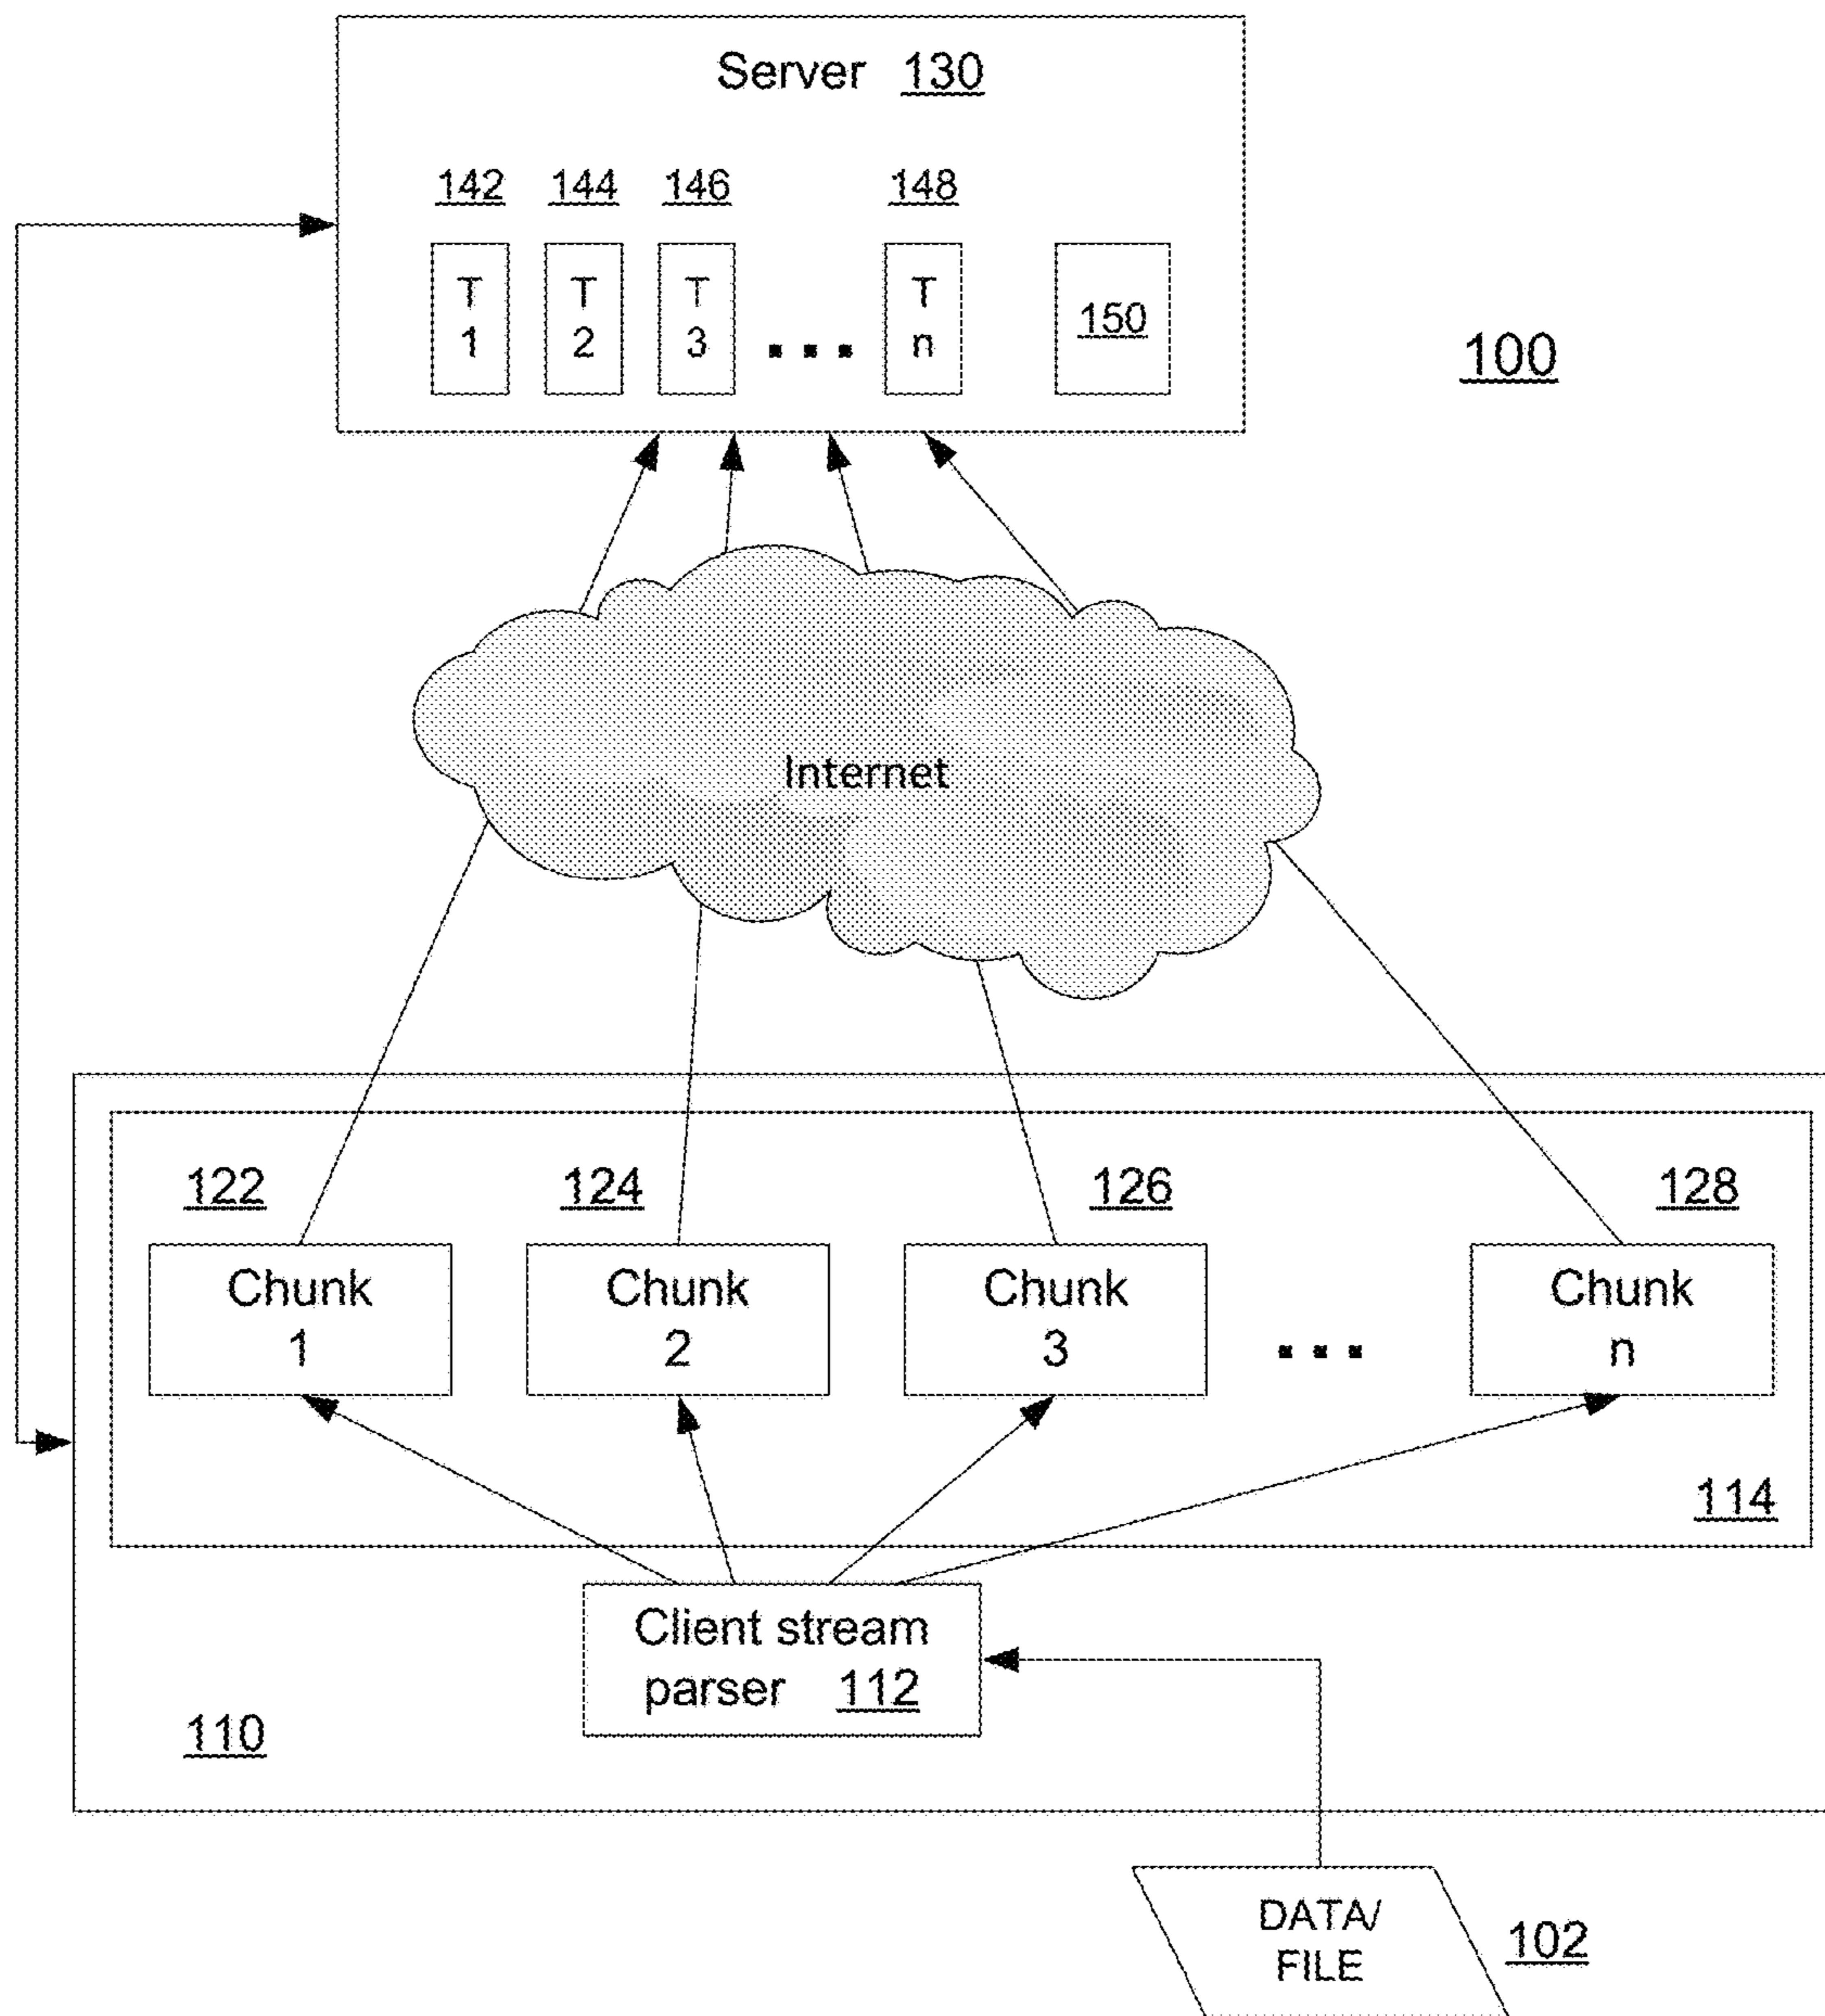 Server 130
142 144 146 148
T 1
T 2
T 3
...
T n
150
100
Internet
122 124 126 128
Chunk 1
Chunk 2
Chunk 3
...
Chunk n
114
Client stream
parser 112
110
DATA/
FILE
102